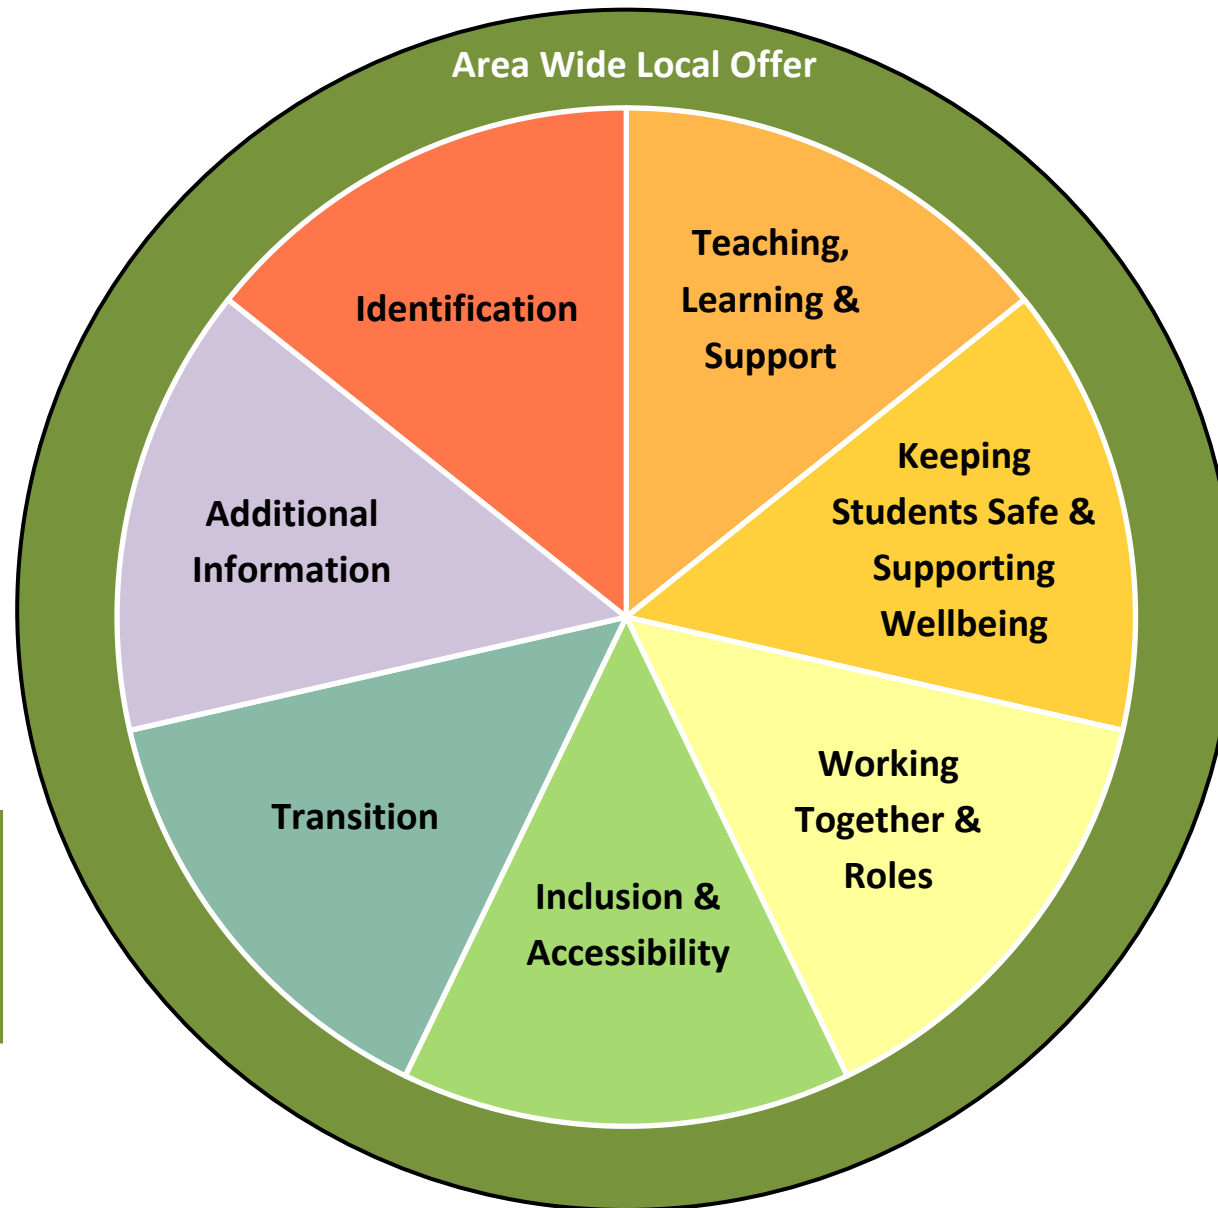 Area Wide Local Offer
Identification
Teaching,
Learning &
Support
Keeping
Students Safe &
Supporting
Wellbeing
Working
Together &
Roles
Inclusion &
Accessibility
Transition
Additional
Information